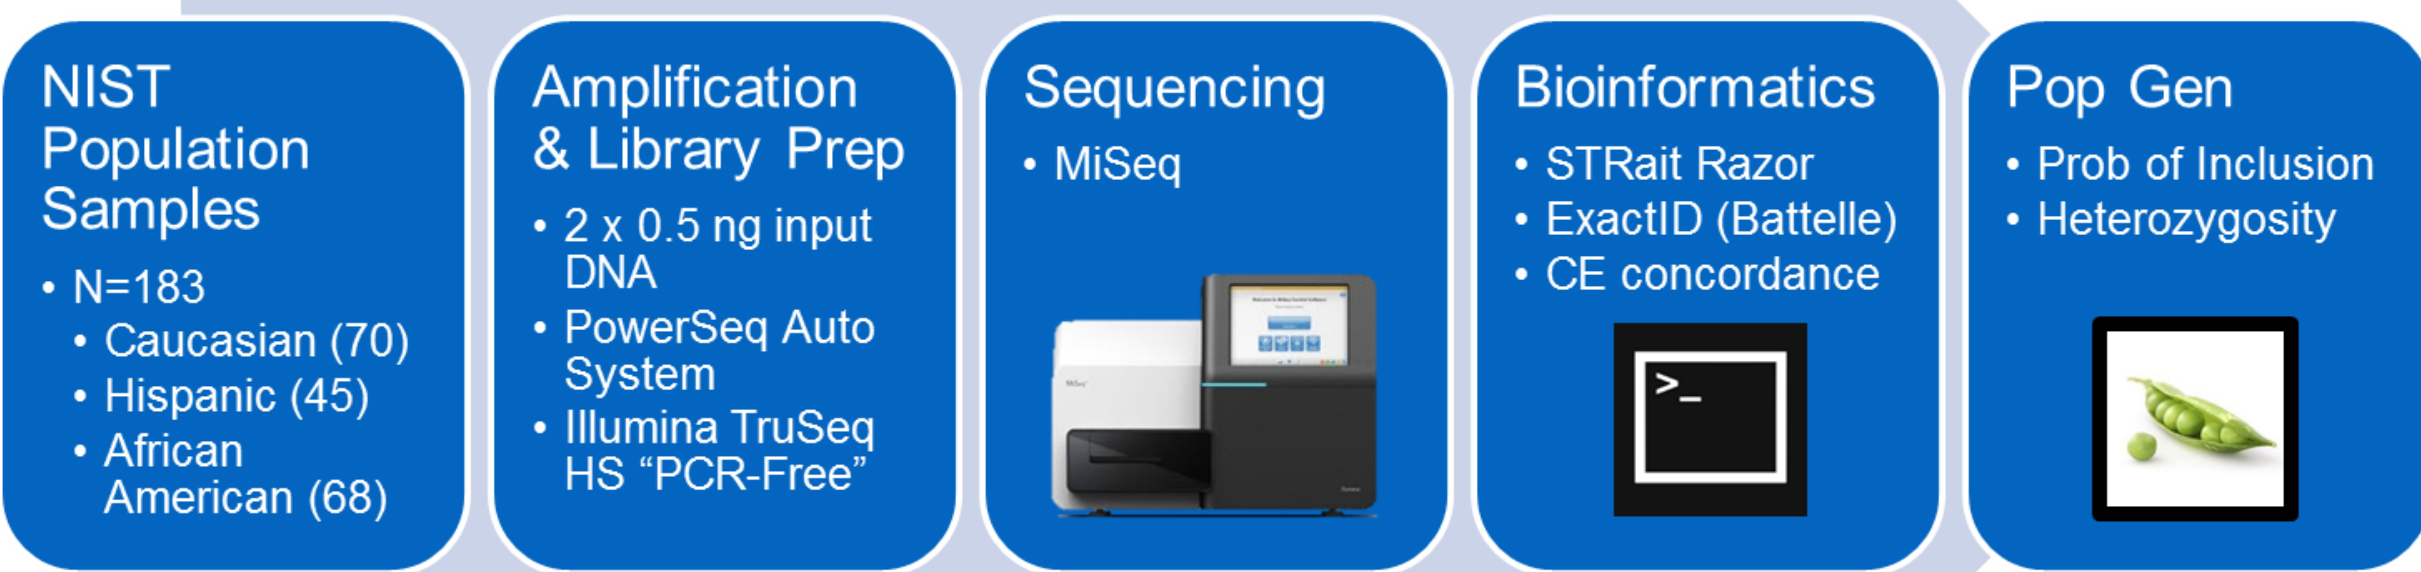 NIST
Population
Samples
• N=183
• Caucasian (70)
• Hispanic (45)
• African
American (68)
Amplification
& Library Prep
• 2 x 0.5 ng input
DNA
• PowerSeq Auto
System
• Illumina TruSeq
HS “PCR-Free”
Sequencing
• MiSeq
MiSeq
Bioinformatics
• STRait Razor
• ExactID (Battelle)
• CE concordance
>_
Pop Gen
• Prob of Inclusion
• Heterozygosity